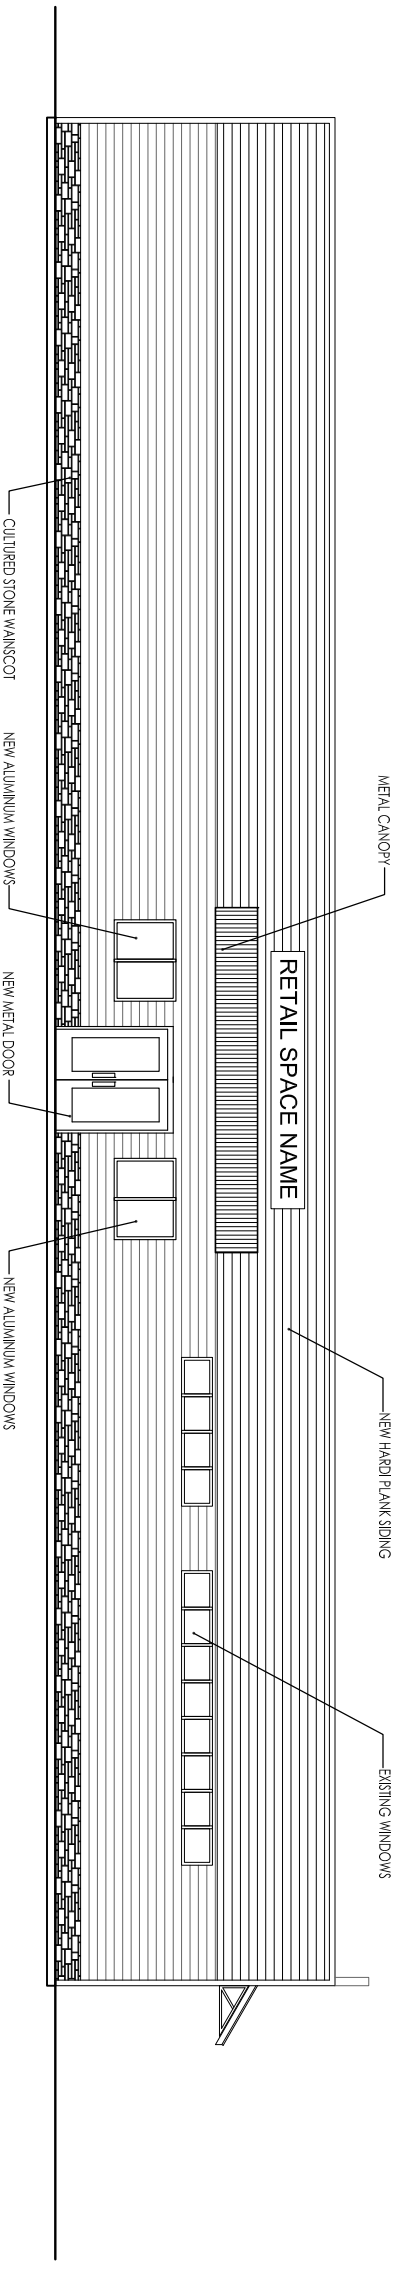 METAL CANOPY
NEW HARDI PLANK SIDING
EXISTING WINDOWS
RETAIL SPACE NAME
CULTURED STONE WAINSCOT
NEW ALUMINUM WINDOWS
NEW METAL DOOR
NEW ALUMINUM WINDOWS